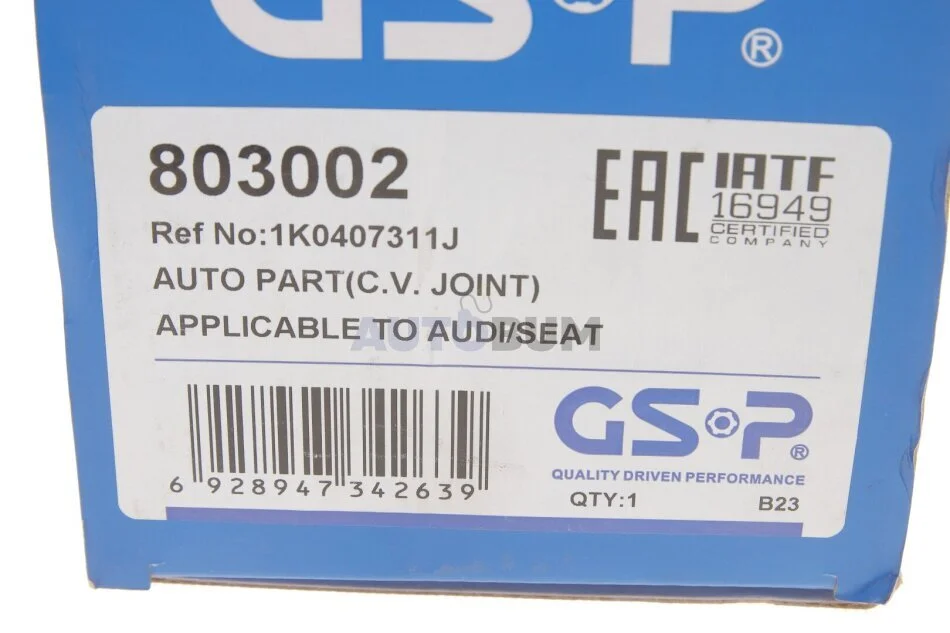 GS·P ®
803002
EAC
IATF
16949
CERTIFIED
COMPANY
Ref No:1K0407311J
AUTO PART(C.V. JOINT)
APPLICABLE TO AUDI/SEAT
AUTODUM
6 928947 342639
GS·P ®
QUALITY DRIVEN PERFORMANCE
QTY:1
B23